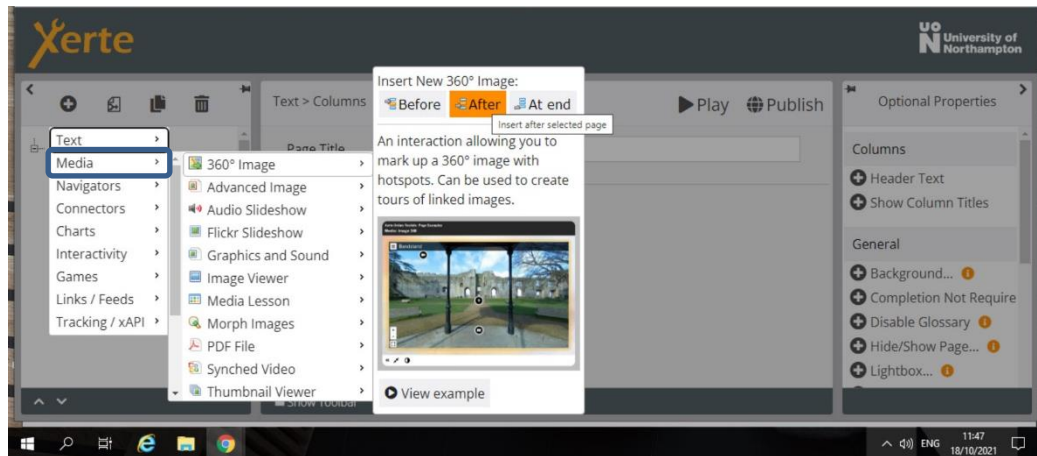 Xerte
UO
N University of
Northampton
Text > Columns
Play
Publish
Optional Properties
Page Title
Text
Media
Navigators
Connectors
Charts
Interactivity
Games
Links / Feeds
Tracking / xAPI
360° Image
Advanced Image
Audio Slideshow
Flickr Slideshow
Graphics and Sound
Image Viewer
Media Lesson
Morph Images
PDF File
Synched Video
Thumbnail Viewer
Insert New 360° Image:
Before
After
At end
Insert after selected page
An interaction allowing you to
mark up a 360° image with
hotspots. Can be used to create
tours of linked images.
Bandstand
View example
Show Toolbar
Columns
Header Text
Show Column Titles
General
Background...
Completion Not Require
Disable Glossary
Hide/Show Page...
Lightbox...
ENG
11:47
18/10/2021